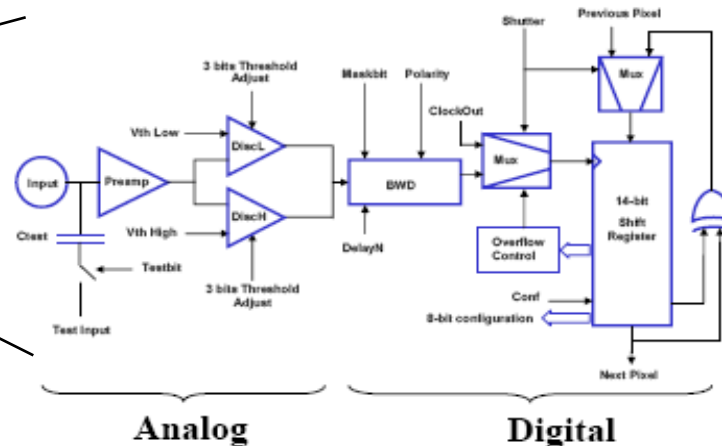 Previous Pixel
Shutter
3 bits Threshold
Adjust
Maskbit
Polarity
Mux
ClockOut
Vth Low
DiscL
Input
Preamp
Mux
BWD
14-bit
Shift
Register
DiscH
Ctest
Vth High
DelayN
Overflow
Control
Testbit
3 bits Threshold
Adjust
Conf
8-bit configuration
Test Input
Next Pixel
Analog
Digital